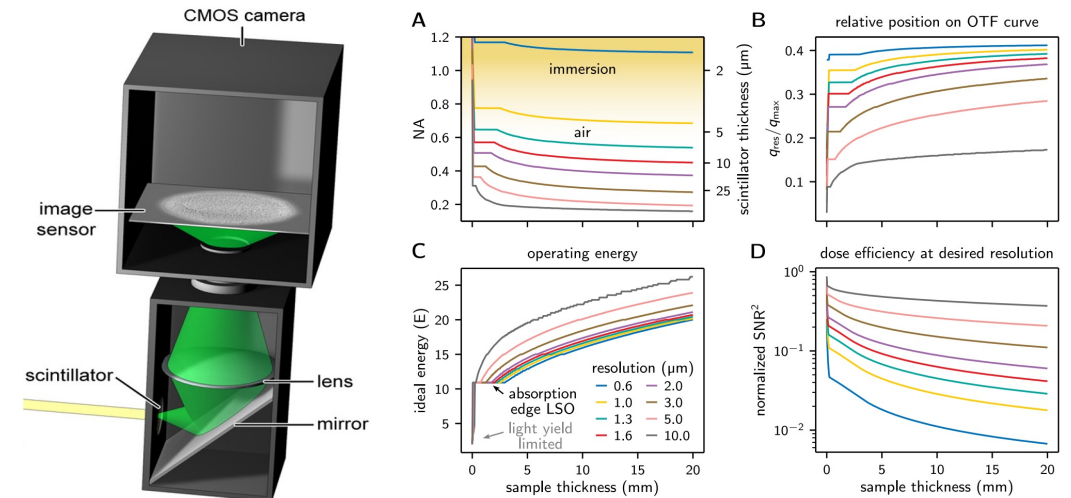 CMOS camera
image
sensor
scintillator
lens
mirror
A
1.2
1.0
0.8
0.6
0.4
0.2
NA
immersion
air
2
5
10
25
scintillator thickness (μm)
B
relative position on OTF curve
0.4
0.3
0.2
0.1
q_res/q_max
C
operating energy
25
20
15
10
5
ideal energy (E)
absorption
edge LSO
light yield
limited
resolution (μm)
0.6
1.0
1.3
1.6
2.0
3.0
5.0
10.0
0 5 10 15 20
sample thickness (mm)
D
dose efficiency at desired resolution
10⁰
10⁻¹
10⁻²
normalized SNR²
0 5 10 15 20
sample thickness (mm)